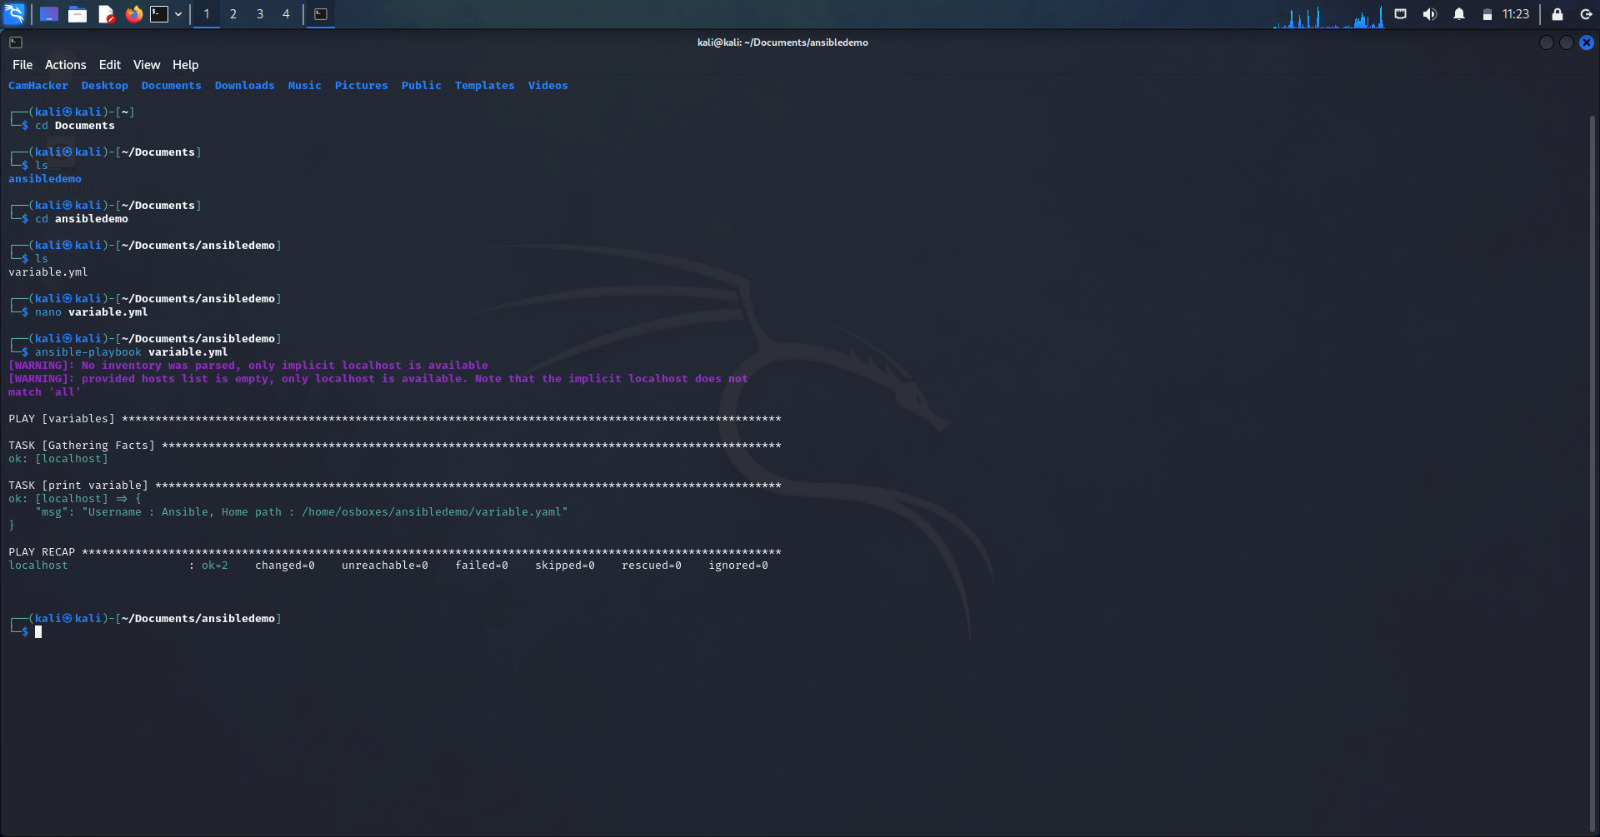 1 2 3 4 11:23
kali@kali: ~/Documents/ansibledemo
File Actions Edit View Help
CamHacker Desktop Documents Downloads Music Pictures Public Templates Videos
┌──(kali㉿kali)-[~]
└─$ cd Documents
┌──(kali㉿kali)-[~/Documents]
└─$ ls
ansibledemo
┌──(kali㉿kali)-[~/Documents]
└─$ cd ansibledemo
┌──(kali㉿kali)-[~/Documents/ansibledemo]
└─$ ls
variable.yml
┌──(kali㉿kali)-[~/Documents/ansibledemo]
└─$ nano variable.yml
┌──(kali㉿kali)-[~/Documents/ansibledemo]
└─$ ansible-playbook variable.yml
[WARNING]: No inventory was parsed, only implicit localhost is available
[WARNING]: provided hosts list is empty, only localhost is available. Note that the implicit localhost does not
match 'all'
PLAY [variables] ***************************************************************************************************
TASK [Gathering Facts] *********************************************************************************************
ok: [localhost]
TASK [print variable] **********************************************************************************************
ok: [localhost] => {
"msg": "Username : Ansible, Home path : /home/osboxes/ansibledemo/variable.yaml"
}
PLAY RECAP *********************************************************************************************************
localhost : ok=2 changed=0 unreachable=0 failed=0 skipped=0 rescued=0 ignored=0
┌──(kali㉿kali)-[~/Documents/ansibledemo]
└─$